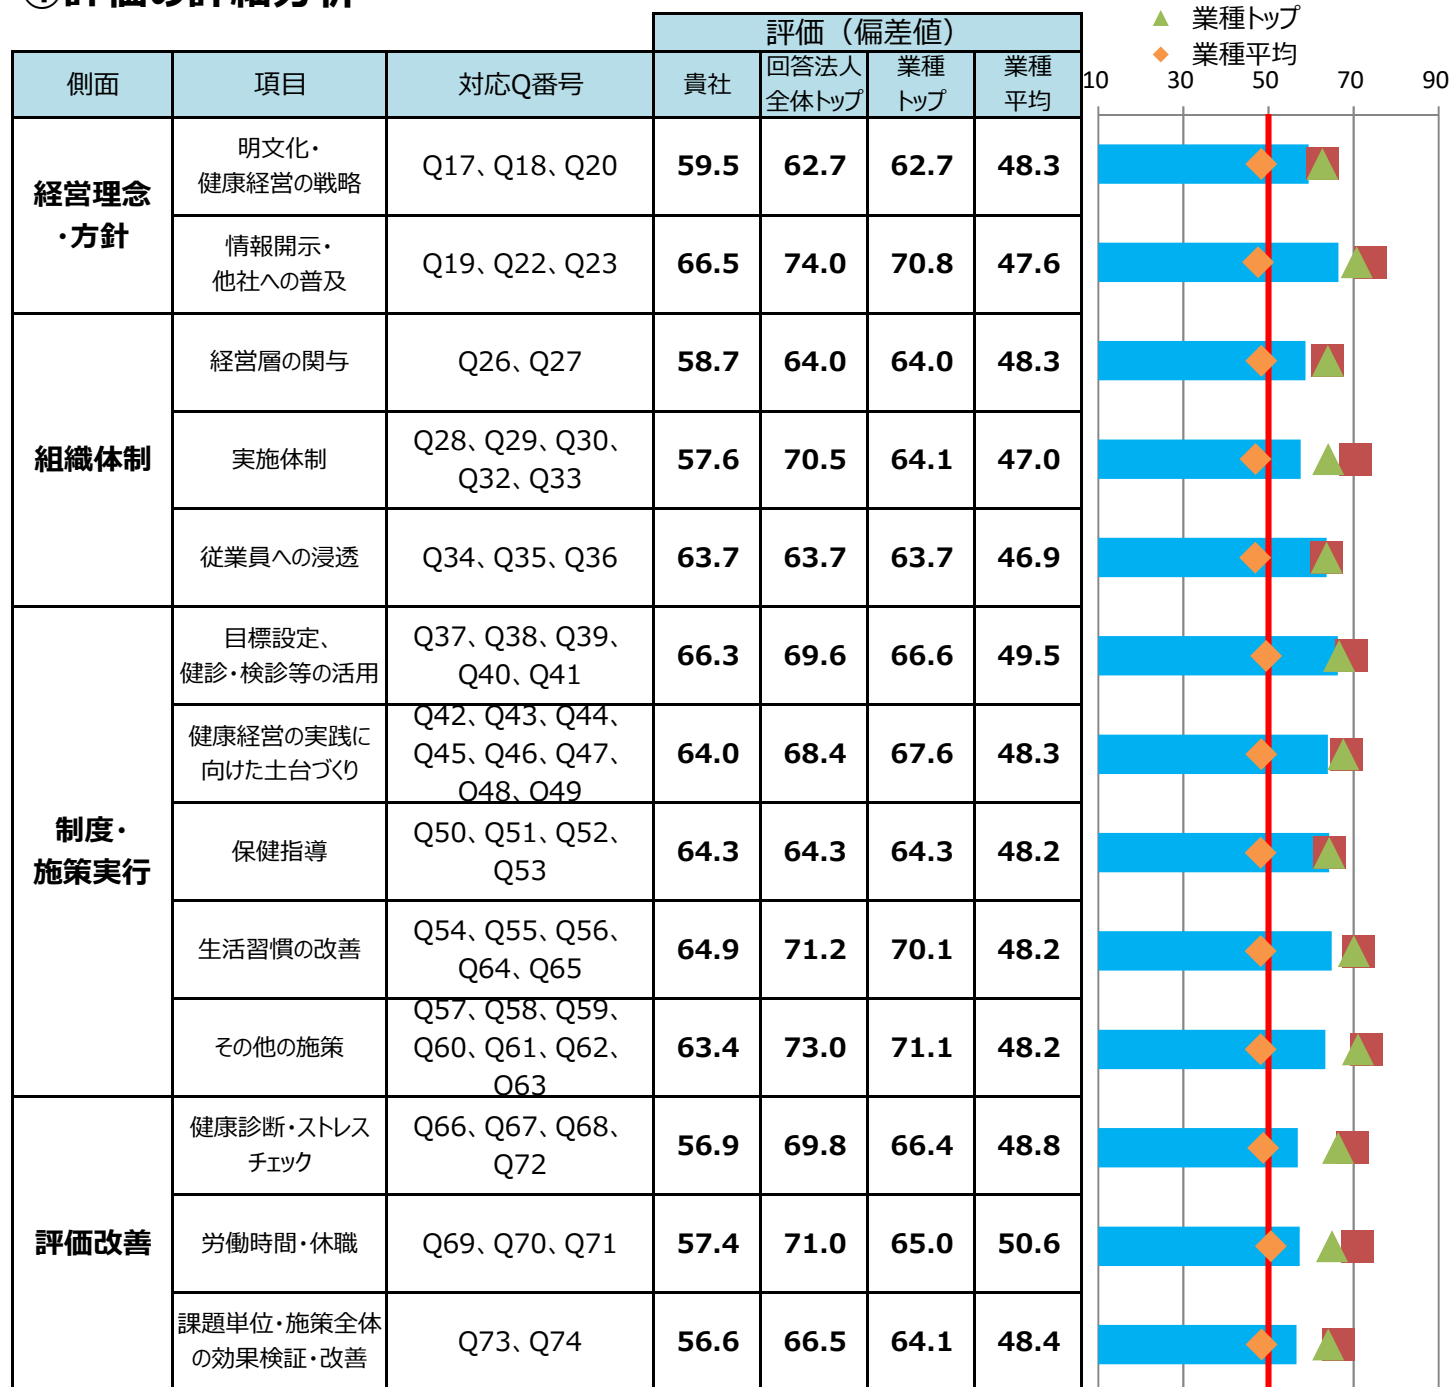 ①評価の詳細分析
業種トップ
業種平均
評価（偏差値）
側面 項目 対応Q番号 貴社 回答法人全体トップ 業種トップ 業種平均
10 30 50 70 90
経営理念
・方針
明文化・
健康経営の戦略
Q17、Q18、Q20
59.5 62.7 62.7 48.3
情報開示・
他社への普及
Q19、Q22、Q23
66.5 74.0 70.8 47.6
組織体制
経営層の関与
Q26、Q27
58.7 64.0 64.0 48.3
実施体制
Q28、Q29、Q30、
Q32、Q33
57.6 70.5 64.1 47.0
従業員への浸透
Q34、Q35、Q36
63.7 63.7 63.7 46.9
制度・
施策実行
目標設定、
健診・検診等の活用
Q37、Q38、Q39、
Q40、Q41
66.3 69.6 66.6 49.5
健康経営の実践に
向けた土台づくり
Q42、Q43、Q44、
Q45、Q46、Q47、
Q48、Q49
64.0 68.4 67.6 48.3
保健指導
Q50、Q51、Q52、
Q53
64.3 64.3 64.3 48.2
生活習慣の改善
Q54、Q55、Q56、
Q64、Q65
64.9 71.2 70.1 48.2
その他の施策
Q57、Q58、Q59、
Q60、Q61、Q62、
Q63
63.4 73.0 71.1 48.2
評価改善
健康診断・ストレス
チェック
Q66、Q67、Q68、
Q72
56.9 69.8 66.4 48.8
労働時間・休職
Q69、Q70、Q71
57.4 71.0 65.0 50.6
課題単位・施策全体
の効果検証・改善
Q73、Q74
56.6 66.5 64.1 48.4